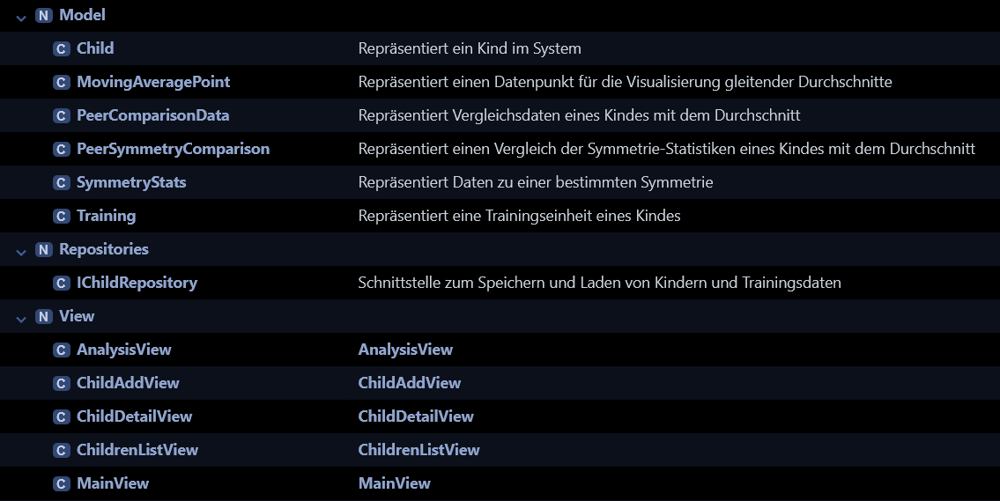 N Model
C Child Repräsentiert ein Kind im System
C MovingAveragePoint Repräsentiert einen Datenpunkt für die Visualisierung gleitender Durchschnitte
C PeerComparisonData Repräsentiert Vergleichsdaten eines Kindes mit dem Durchschnitt
C PeerSymmetryComparison Repräsentiert einen Vergleich der Symmetrie-Statistiken eines Kindes mit dem Durchschnitt
C SymmetryStats Repräsentiert Daten zu einer bestimmten Symmetrie
C Training Repräsentiert eine Trainingseinheit eines Kindes
N Repositories
C IChildRepository Schnittstelle zum Speichern und Laden von Kindern und Trainingsdaten
N View
C AnalysisView AnalysisView
C ChildAddView ChildAddView
C ChildDetailView ChildDetailView
C ChildrenListView ChildrenListView
C MainView MainView